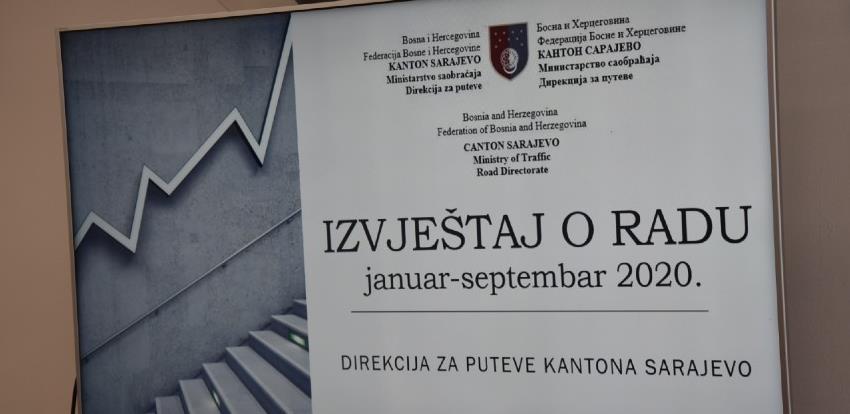 Bosna i Hercegovina
Federacija Bosne i Hercegovine
KANTON SARAJEVO
Ministarstvo saobraćaja
Direkcija za puteve
Босна и Херцеговина
Федерација Босне и Херцеговине
КАНТОН САРАЈЕВО
Министарство саобраћаја
Дирекција за путеве
Bosnia and Herzegovina
Federation of Bosnia and Herzegovina
CANTON SARAJEVO
Ministry of Traffic
Road Directorate
IZVJEŠTAJ O RADU
januar-septembar 2020.
DIREKCIJA ZA PUTEVE KANTONA SARAJEVO